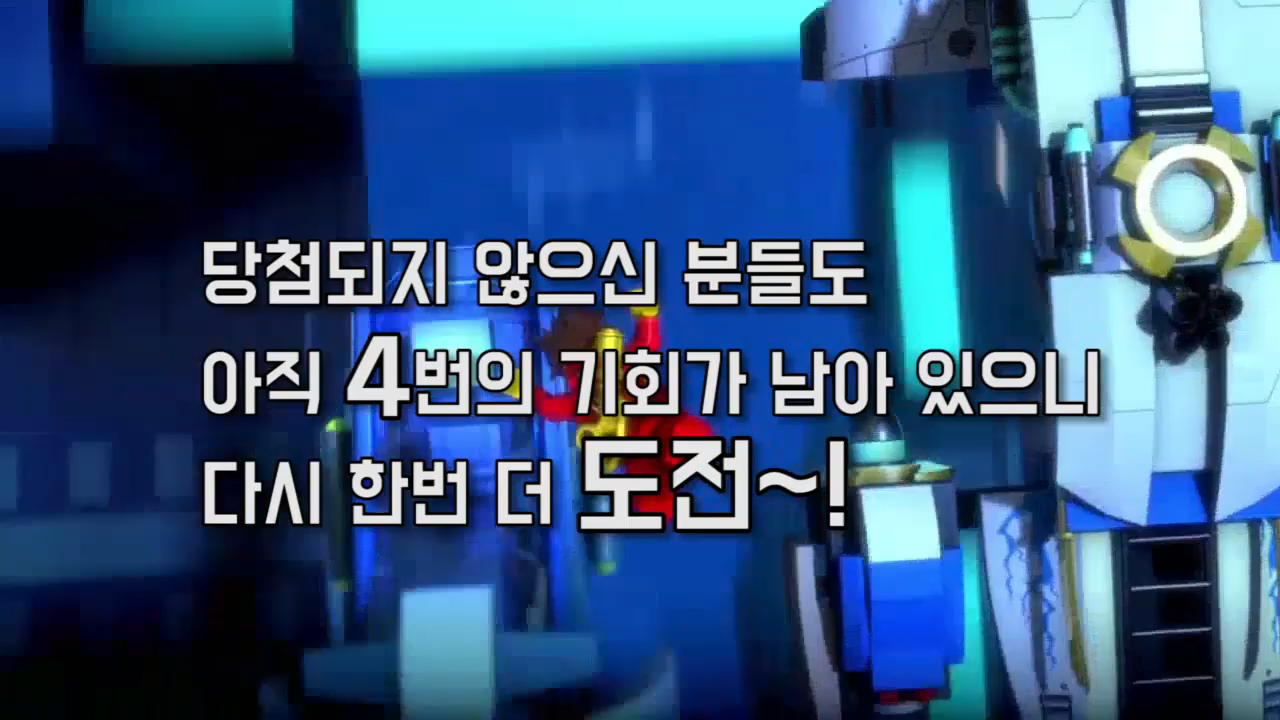 당첨되지 않으신 분들도
아직 4번의 기회가 남아 있으니
다시 한번 더 도전~!